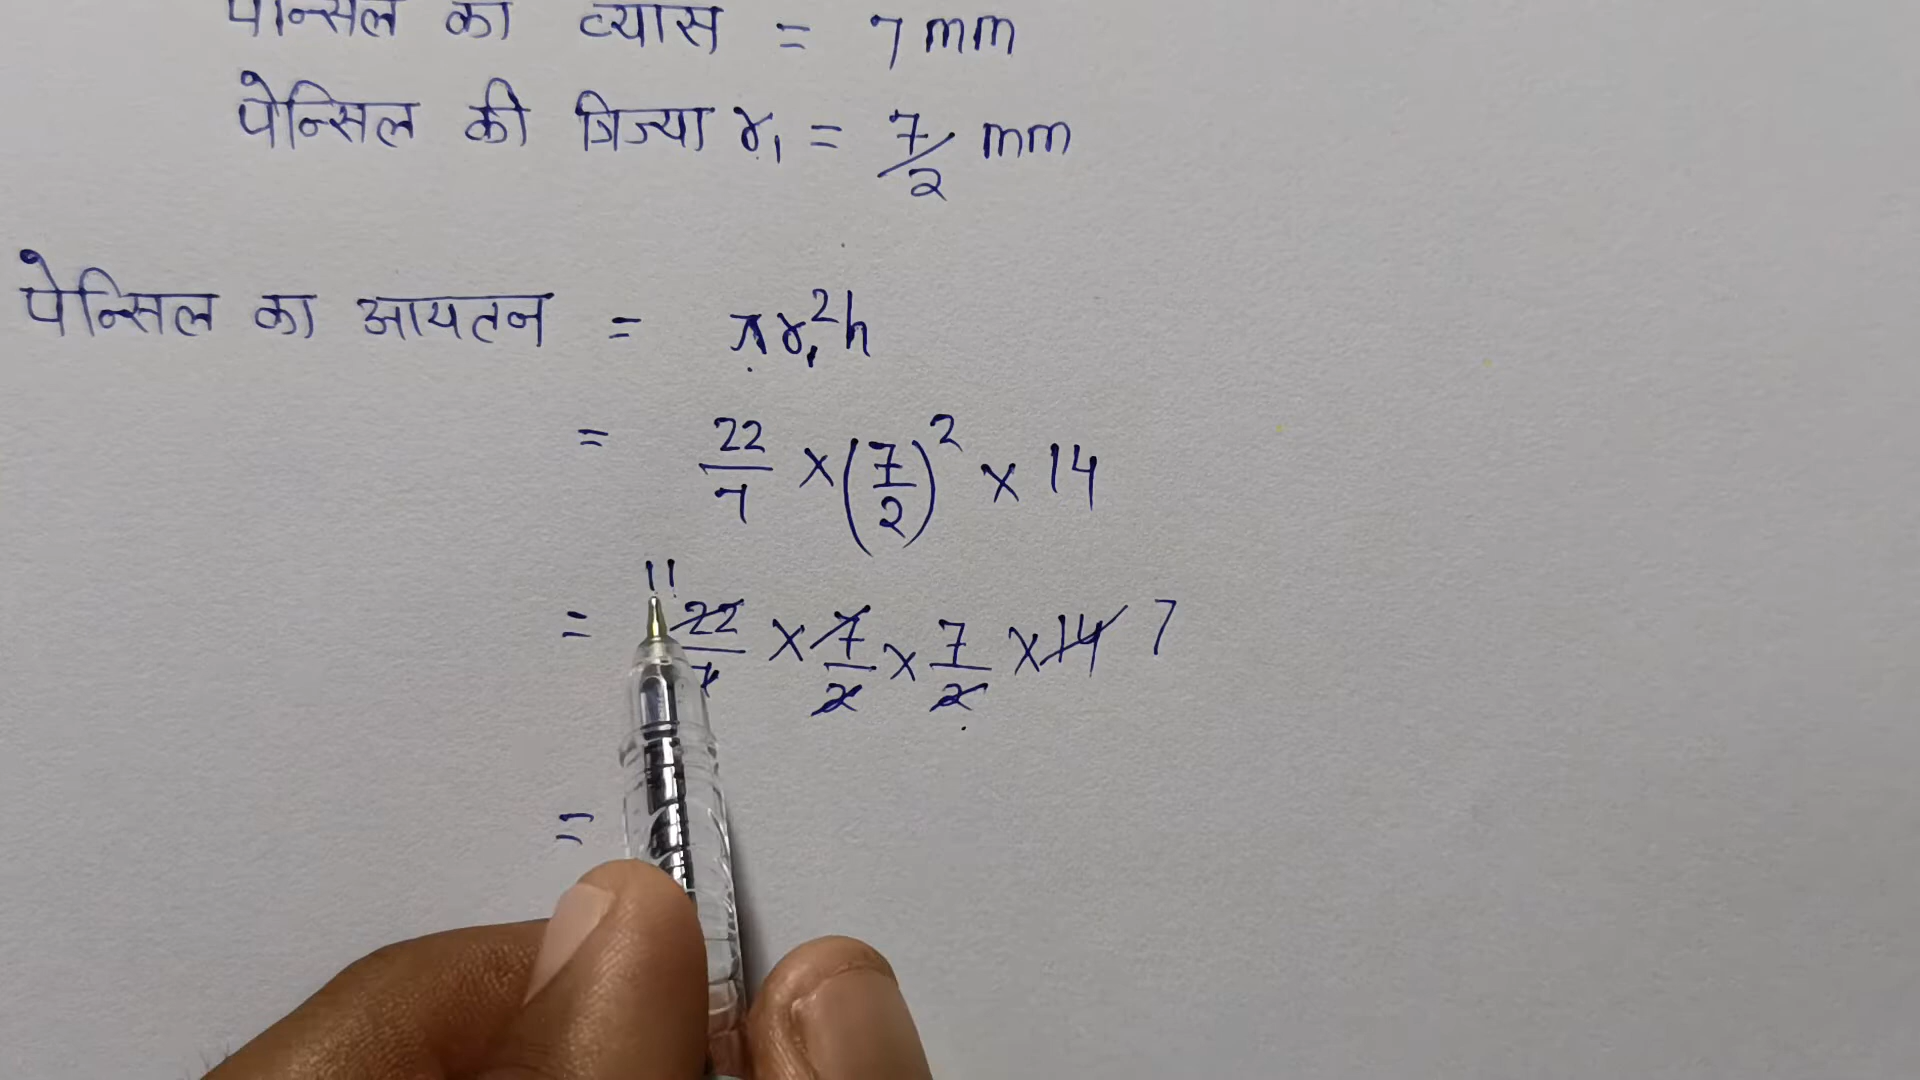 पेन्सिल का व्यास = 7 mm
पेन्सिल की त्रिज्या r₁ = 7/2 mm
पेन्सिल का आयतन = πr₁²h
= 22/7 × (7/2)² × 14
11
= 22/7 × 7/2 × 7/2 × 14 7
=